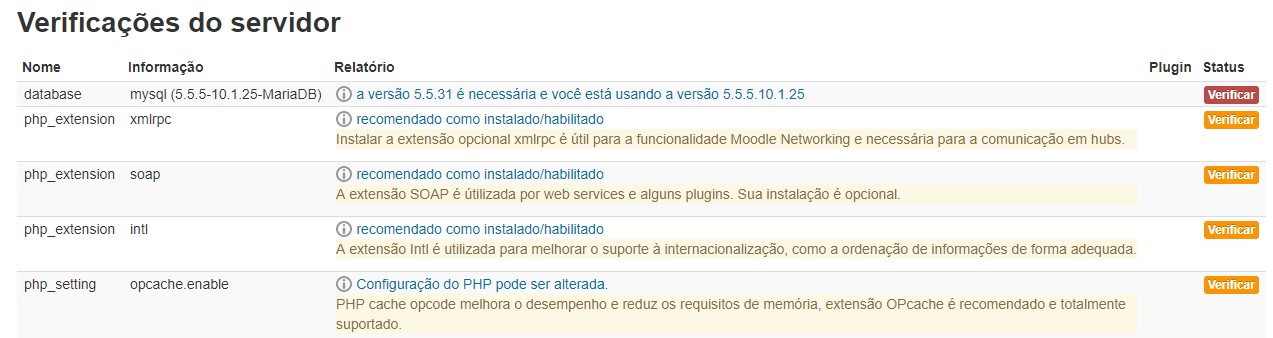 Verificações do servidor
Nome Informação Relatório Plugin Status
database mysql (5.5.5-10.1.25-MariaDB) a versão 5.5.31 é necessária e você está usando a versão 5.5.5.10.1.25 Verificar
php_extension xmlrpc recomendado como instalado/habilitado Verificar
Instalar a extensão opcional xmlrpc é útil para a funcionalidade Moodle Networking e necessária para a comunicação em hubs.
php_extension soap recomendado como instalado/habilitado Verificar
A extensão SOAP é útilizada por web services e alguns plugins. Sua instalação é opcional.
php_extension intl recomendado como instalado/habilitado Verificar
A extensão Intl é utilizada para melhorar o suporte à internacionalização, como a ordenação de informações de forma adequada.
php_setting opcache.enable Configuração do PHP pode ser alterada. Verificar
PHP cache opcode melhora o desempenho e reduz os requisitos de memória, extensão OPcache é recomendado e totalmente
suportado.